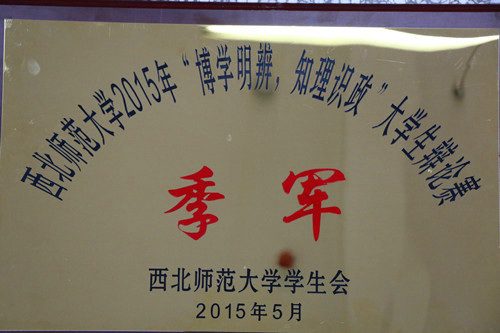 西北师范大学2015年“博学明辨，知理识政”大学生辩论赛
季军
西北师范大学学生会
2015年5月